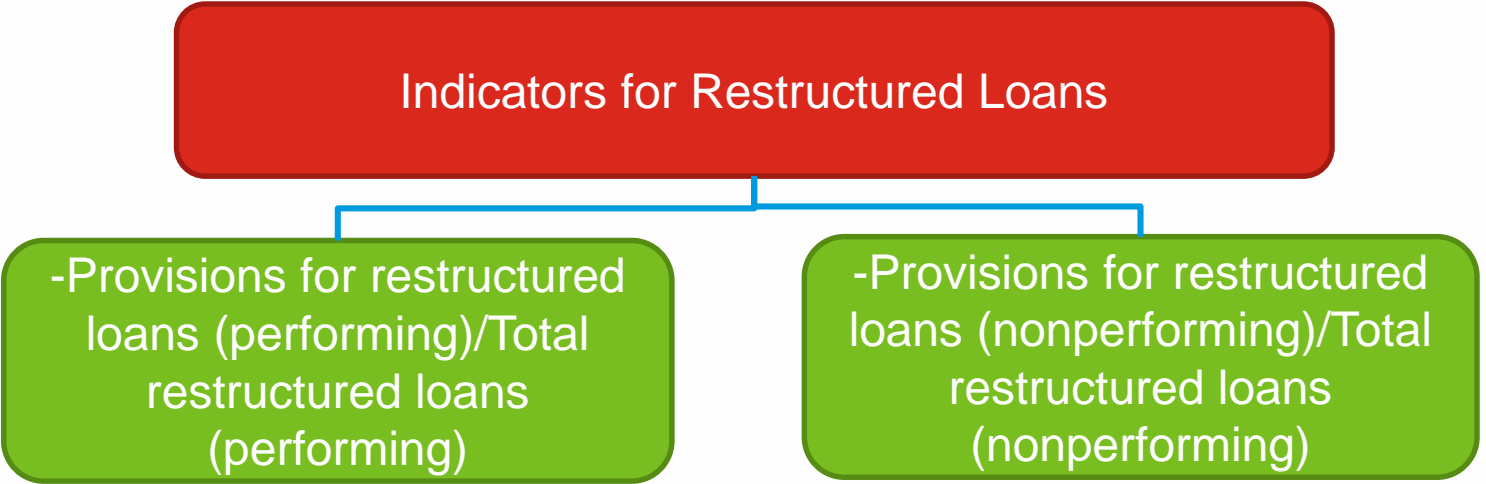 Indicators for Restructured Loans
-Provisions for restructured
loans (performing)/Total
restructured loans
(performing)
-Provisions for restructured
loans (nonperforming)/Total
restructured loans
(nonperforming)